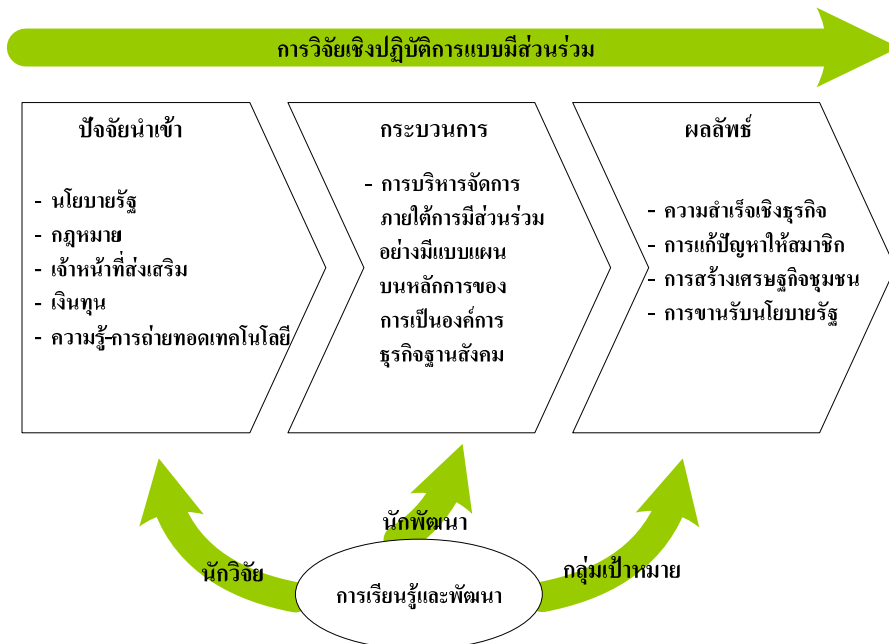 การวิจัยเชิงปฏิบัติการแบบมีส่วนร่วม
ปัจจัยนำเข้า
- นโยบายรัฐ
- กฎหมาย
- เจ้าหน้าที่ส่งเสริม
- เงินทุน
- ความรู้-การถ่ายทอดเทคโนโลยี
กระบวนการ
- การบริหารจัดการ
ภายใต้การมีส่วนร่วม
อย่างมีแบบแผน
บนหลักการของ
การเป็นองค์การ
ธุรกิจฐานสังคม
ผลลัพธ์
- ความสำเร็จเชิงธุรกิจ
- การแก้ปัญหาให้สมาชิก
- การสร้างเศรษฐกิจชุมชน
- การขานรับนโยบายรัฐ
นักวิจัย
นักพัฒนา
กลุ่มเป้าหมาย
การเรียนรู้และพัฒนา